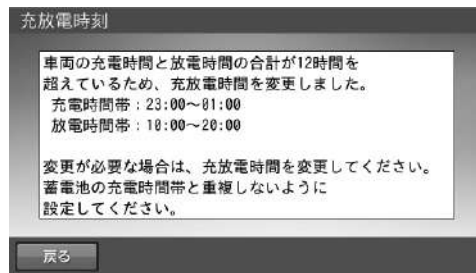 充放電時刻
車両の充電時間と放電時間の合計が12時間を
超えているため、充放電時間を変更しました。
充電時間帯:23:00～01:00
放電時間帯:10:00～20:00
変更が必要な場合は、充放電時間を変更してください。
蓄電池の充電時間帯と重複しないように
設定してください。
戻る